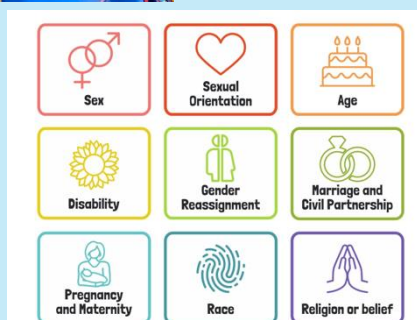 Sex
Sexual
Orientation
Age
Disability
Gender
Reassignment
Marriage and
Civil Partnership
Pregnancy
and Maternity
Race
Religion or belief